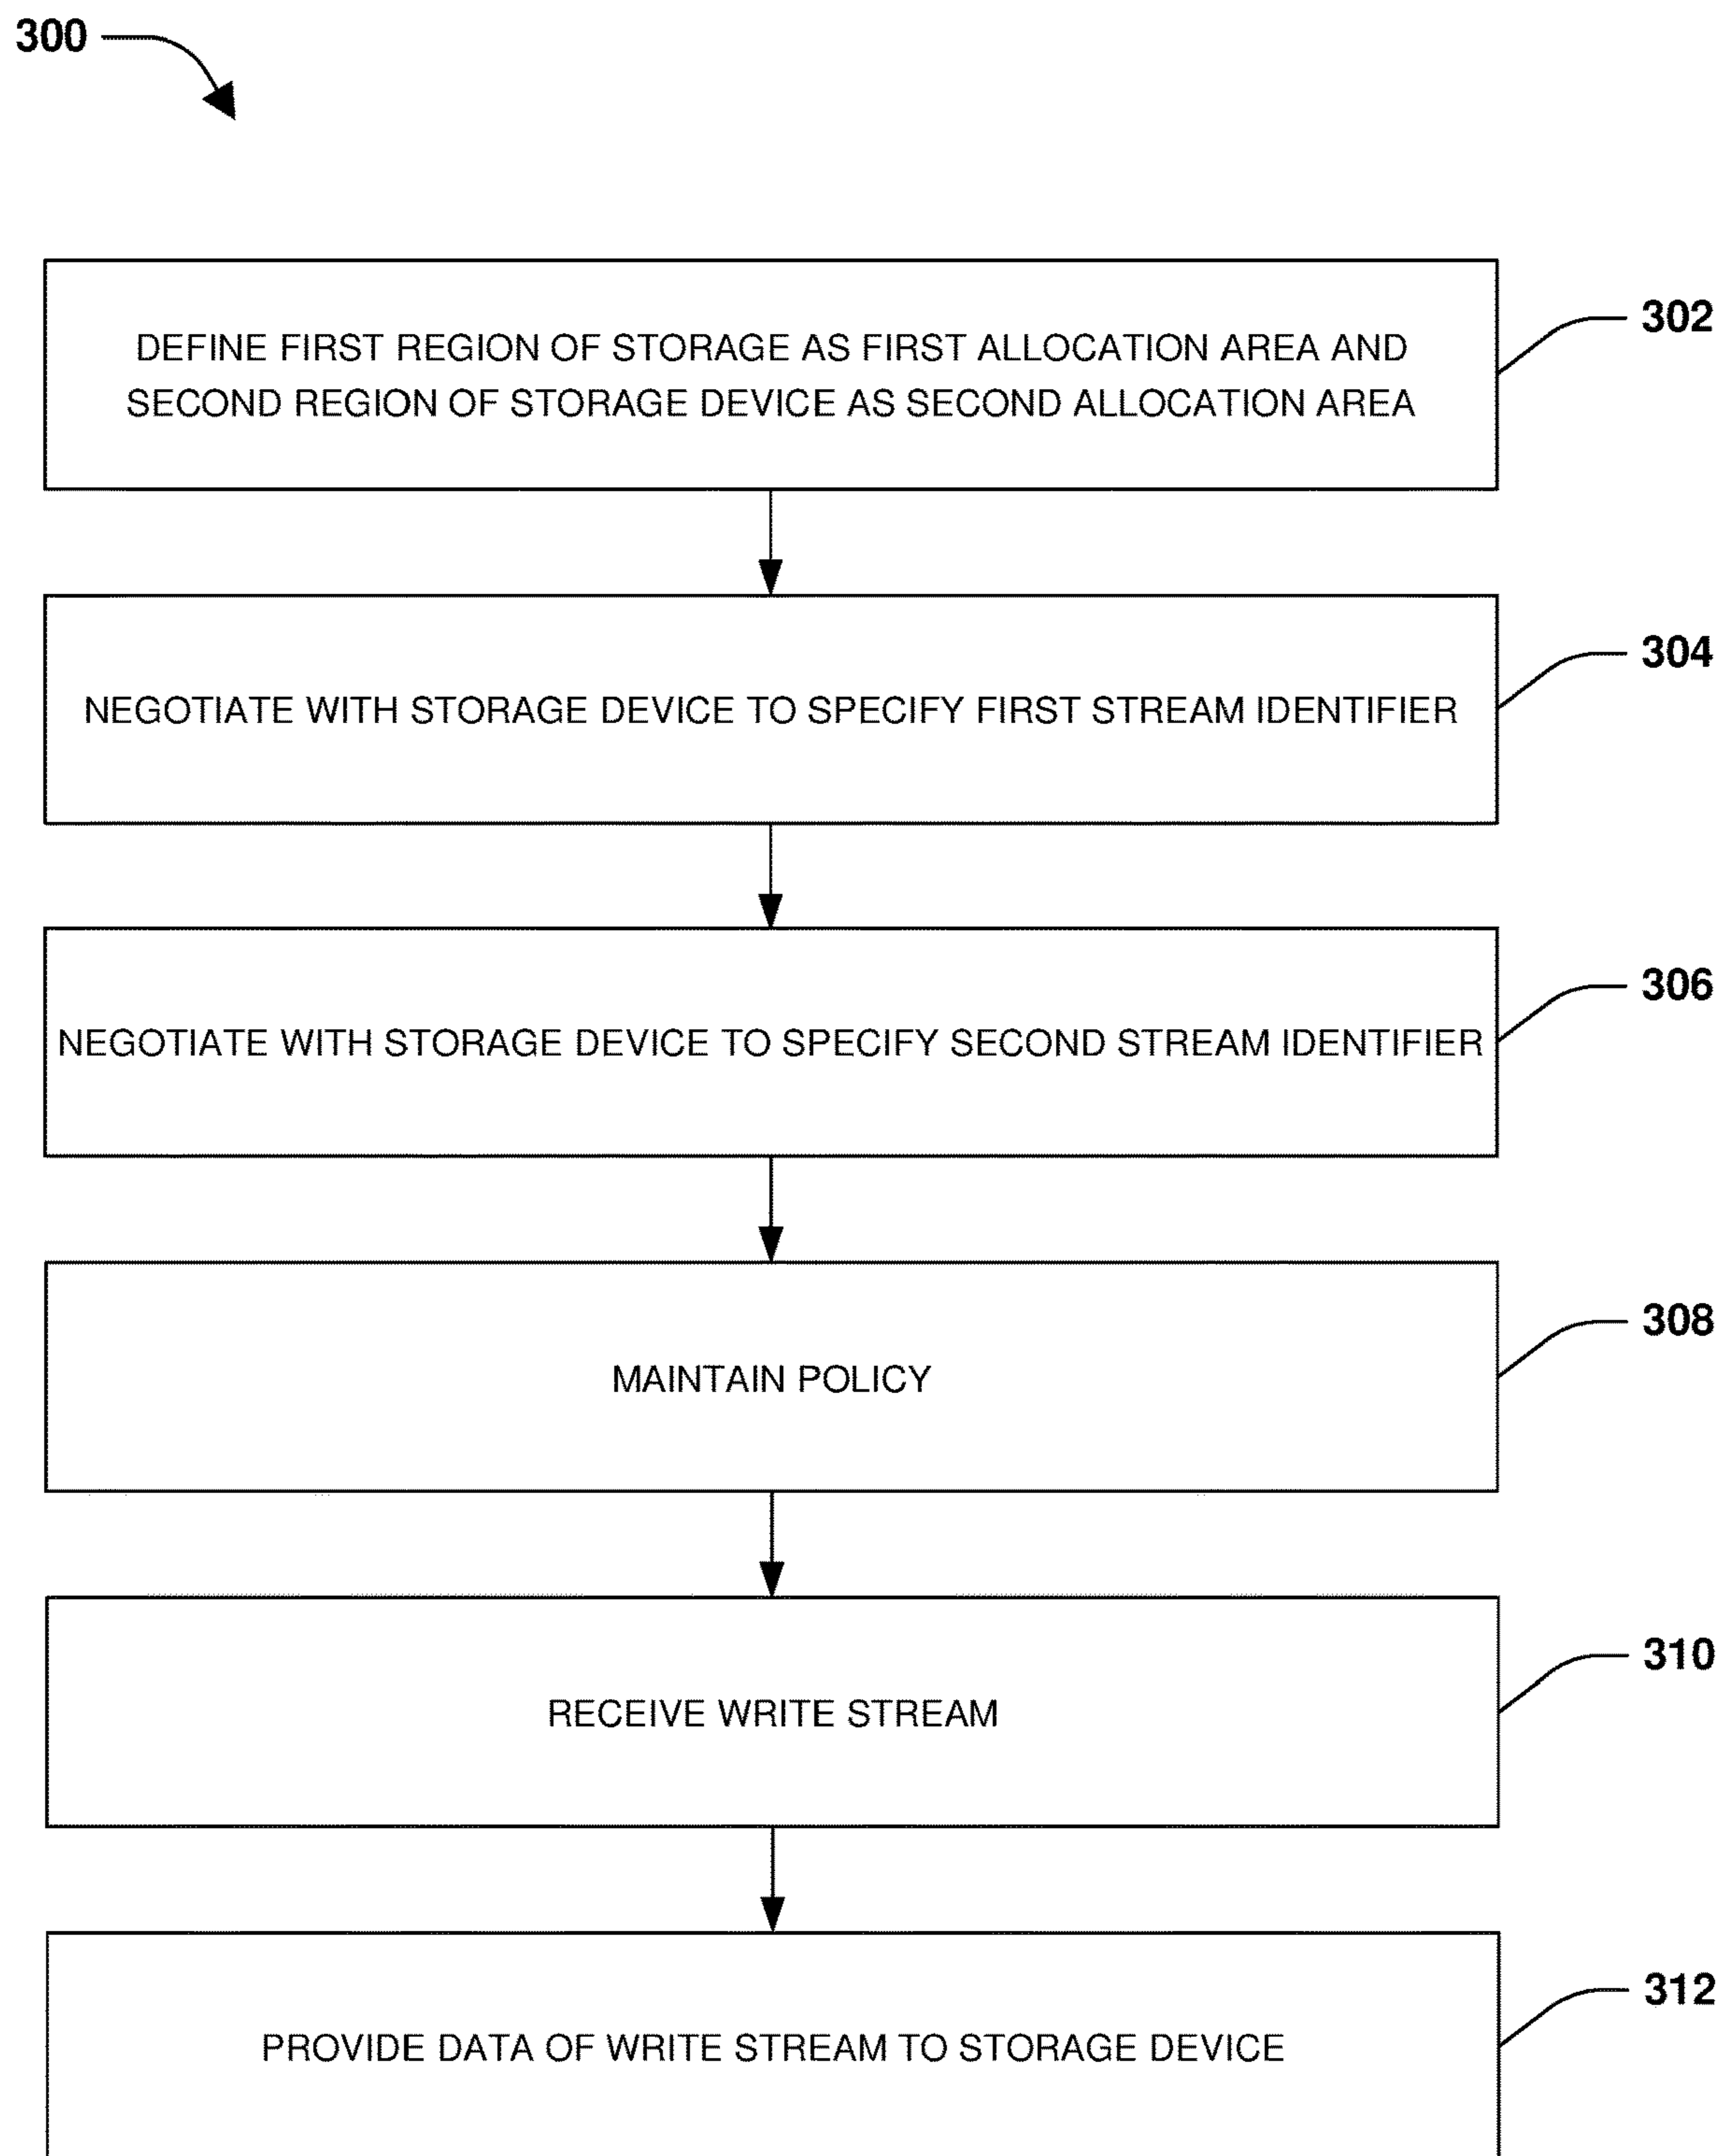 300
DEFINE FIRST REGION OF STORAGE AS FIRST ALLOCATION AREA AND
SECOND REGION OF STORAGE DEVICE AS SECOND ALLOCATION AREA
302
NEGOTIATE WITH STORAGE DEVICE TO SPECIFY FIRST STREAM IDENTIFIER
304
NEGOTIATE WITH STORAGE DEVICE TO SPECIFY SECOND STREAM IDENTIFIER
306
MAINTAIN POLICY
308
RECEIVE WRITE STREAM
310
PROVIDE DATA OF WRITE STREAM TO STORAGE DEVICE
312